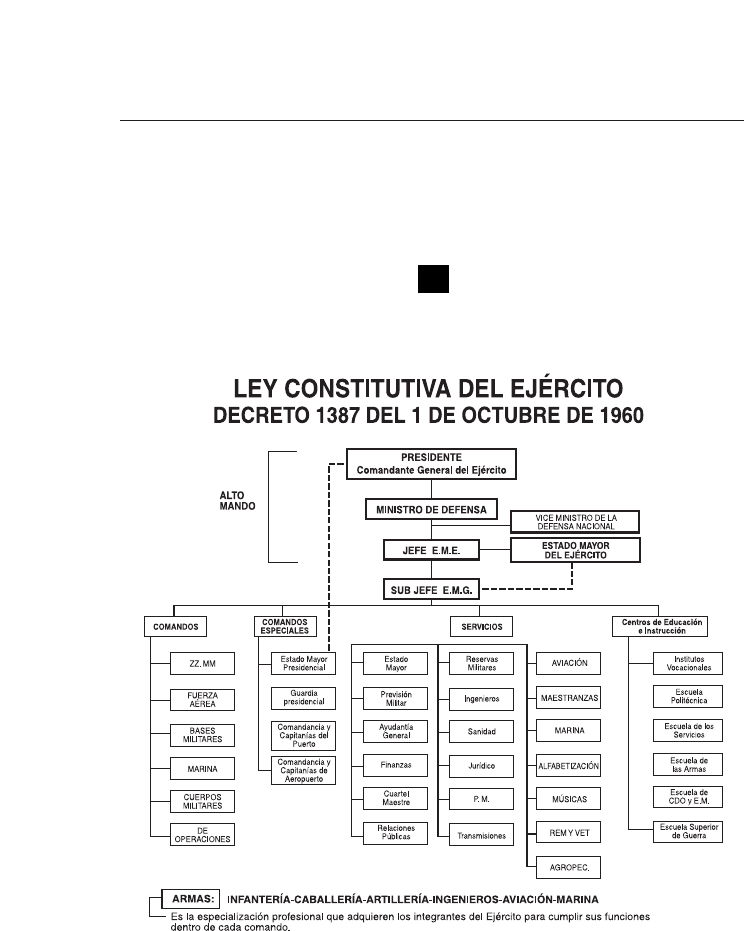 LEY CONSTITUTIVA DEL EJÉRCITO
DECRETO 1387 DEL 1 DE OCTUBRE DE 1960
PRESIDENTE
Comandante General del Ejército
ALTO
MANDO
MINISTRO DE DEFENSA
VICE MINISTRO DE LA
DEFENSA NACIONAL
JEFE E.M.E.
ESTADO MAYOR
DEL EJÉRCITO
SUB JEFE E.M.G.
COMANDOS
ZZ. MM
FUERZA
AÉREA
BASES
MILITARES
MARINA
CUERPOS
MILITARES
DE
OPERACIONES
COMANDOS
ESPECIALES
Estado Mayor
Presidencial
Guardia
presidencial
Comandancia y
Capitanías del
Puerto
Comandancia y
Capitanías de
Aeropuerto
SERVICIOS
Estado
Mayor
Previsión
Militar
Ayudantía
General
Finanzas
Cuartel
Maestre
Relaciones
Públicas
Reservas
Militares
Ingenieros
Sanidad
Jurídico
P. M.
Transmisiones
AVIACIÓN
MAESTRANZAS
MARINA
ALFABETIZACIÓN
MÚSICAS
REM Y VET
AGROPEC.
Centros de Educación
e Instrucción
Institutos
Vocacionales
Escuela
Politécnica
Escuela de los
Servicios
Escuela de
las Armas
Escuela de
CDO y E.M.
Escuela Superior
de Guerra
ARMAS: INFANTERÍA-CABALLERÍA-ARTILLERÍA-INGENIEROS-AVIACIÓN-MARINA
Es la especialización profesional que adquieren los integrantes del Ejército para cumplir sus funciones
dentro de cada comando.